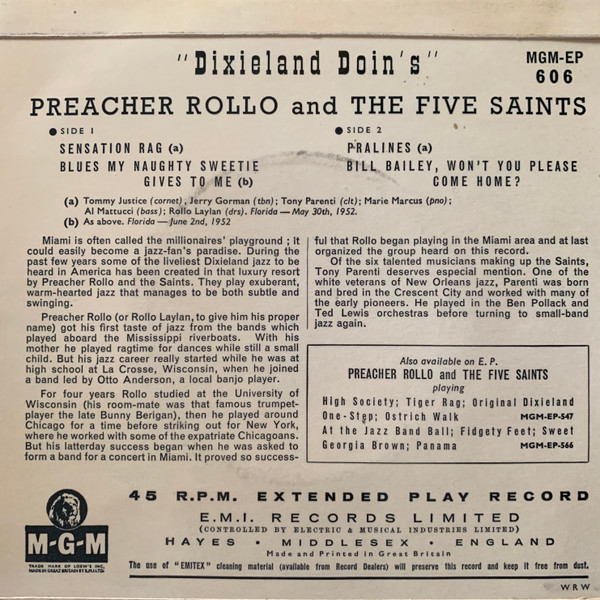 "Dixieland Doin's"
MGM-EP
606
PREACHER ROLLO and THE FIVE SAINTS
● SIDE 1
SENSATION RAG (a)
BLUES MY NAUGHTY SWEETIE
GIVES TO ME (b)
● SIDE 2
PRALINES (a)
BILL BAILEY, WON'T YOU PLEASE
COME HOME?
(a) Tommy Justice (cornet), Jerry Gorman (tbn); Tony Parenti (clt); Marie Marcus (pno);
Al Mattucci (bass); Rollo Laylan (drs). Florida—May 30th, 1952.
(b) As above. Florida—June 2nd, 1952
Miami is often called the millionaires' playground; it
could easily become a jazz-fan's paradise. During the
past few years some of the liveliest Dixieland jazz to be
heard in America has been created in that luxury resort
by Preacher Rollo and the Saints. They play exuberant,
warm-hearted jazz that manages to be both subtle and
swinging.
Preacher Rollo (or Rollo Laylan, to give him his proper
name) got his first taste of jazz from the bands which
played aboard the Mississippi riverboats. With his
mother he played ragtime for dances while still a small
child. But his jazz career really started while he was at
high school at La Crosse, Wisconsin, when he joined
a band led by Otto Anderson, a local banjo player.
For four years Rollo studied at the University of
Wisconsin (his room-mate was that famous trumpet-
player the late Bunny Berigan), then he played around
Chicago for a time before striking out for New York,
where he worked with some of the expatriate Chicagoans.
But his latterday success began when he was asked to
form a band for a concert in Miami. It proved so success-
ful that Rollo began playing in the Miami area and at last
organized the group heard on this record.
Of the six talented musicians making up the Saints,
Tony Parenti deserves especial mention. One of the
white veterans of New Orleans jazz, Parenti was born
and bred in the Crescent City and worked with many of
the early pioneers. He played in the Ben Pollack and
Ted Lewis orchestras before turning to small-band
jazz again.
Also available on E.P.
PREACHER ROLLO and THE FIVE SAINTS
playing
High Society; Tiger Rag; Original Dixieland
One-Step; Ostrich Walk MGM-EP-547
At the Jazz Band Ball; Fidgety Feet; Sweet
Georgia Brown; Panama MGM-EP-566
M-G-M
TRADE MARK OF LOEW'S INC.
MADE IN GREAT BRITAIN BY E.M.I. LTD.
45 R.P.M. EXTENDED PLAY RECORD
E.M.I. RECORDS LIMITED
(CONTROLLED BY ELECTRIC & MUSICAL INDUSTRIES LIMITED)
HAYES • MIDDLESEX • ENGLAND
Made and Printed in Great Britain
The use of "EMITEX" cleaning material (available from Record Dealers) will preserve this record and keep it free from dust.
W.R.W